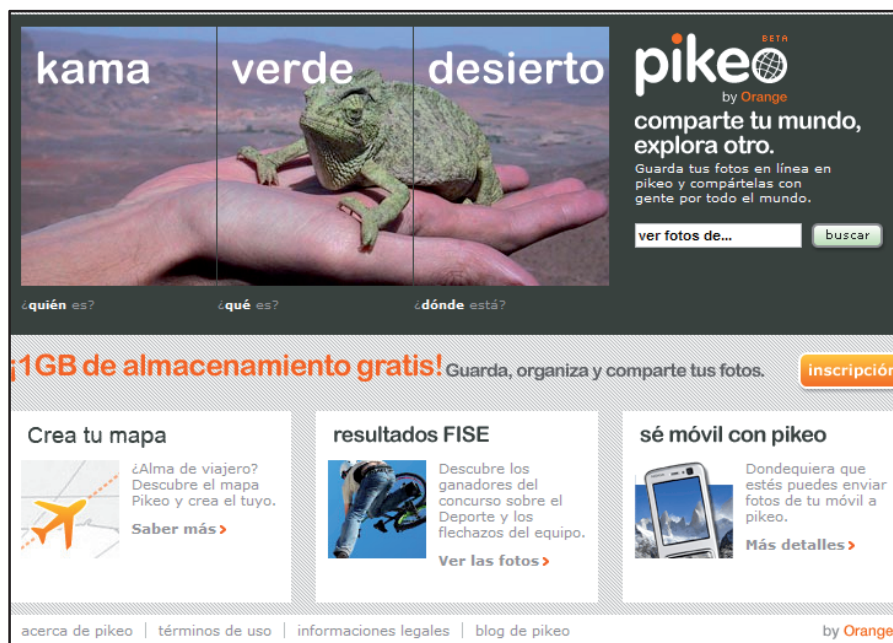 kama verde desierto
BETA
pikeo
by Orange
comparte tu mundo,
explora otro.
Guarda tus fotos en línea en
pikeo y compártelas con
gente por todo el mundo.
ver fotos de... buscar
¿quién es? ¿qué es? ¿dónde está?
¡1GB de almacenamiento gratis! Guarda, organiza y comparte tus fotos. inscripción
Crea tu mapa
¿Alma de viajero?
Descubre el mapa
Pikeo y crea el tuyo.
Saber más
resultados FISE
Descubre los
ganadores del
concurso sobre el
Deporte y los
flechazos del equipo.
Ver las fotos
sé móvil con pikeo
Dondequiera que
estés puedes enviar
fotos de tu móvil a
pikeo.
Más detalles
acerca de pikeo | términos de uso | informaciones legales | blog de pikeo by Orange